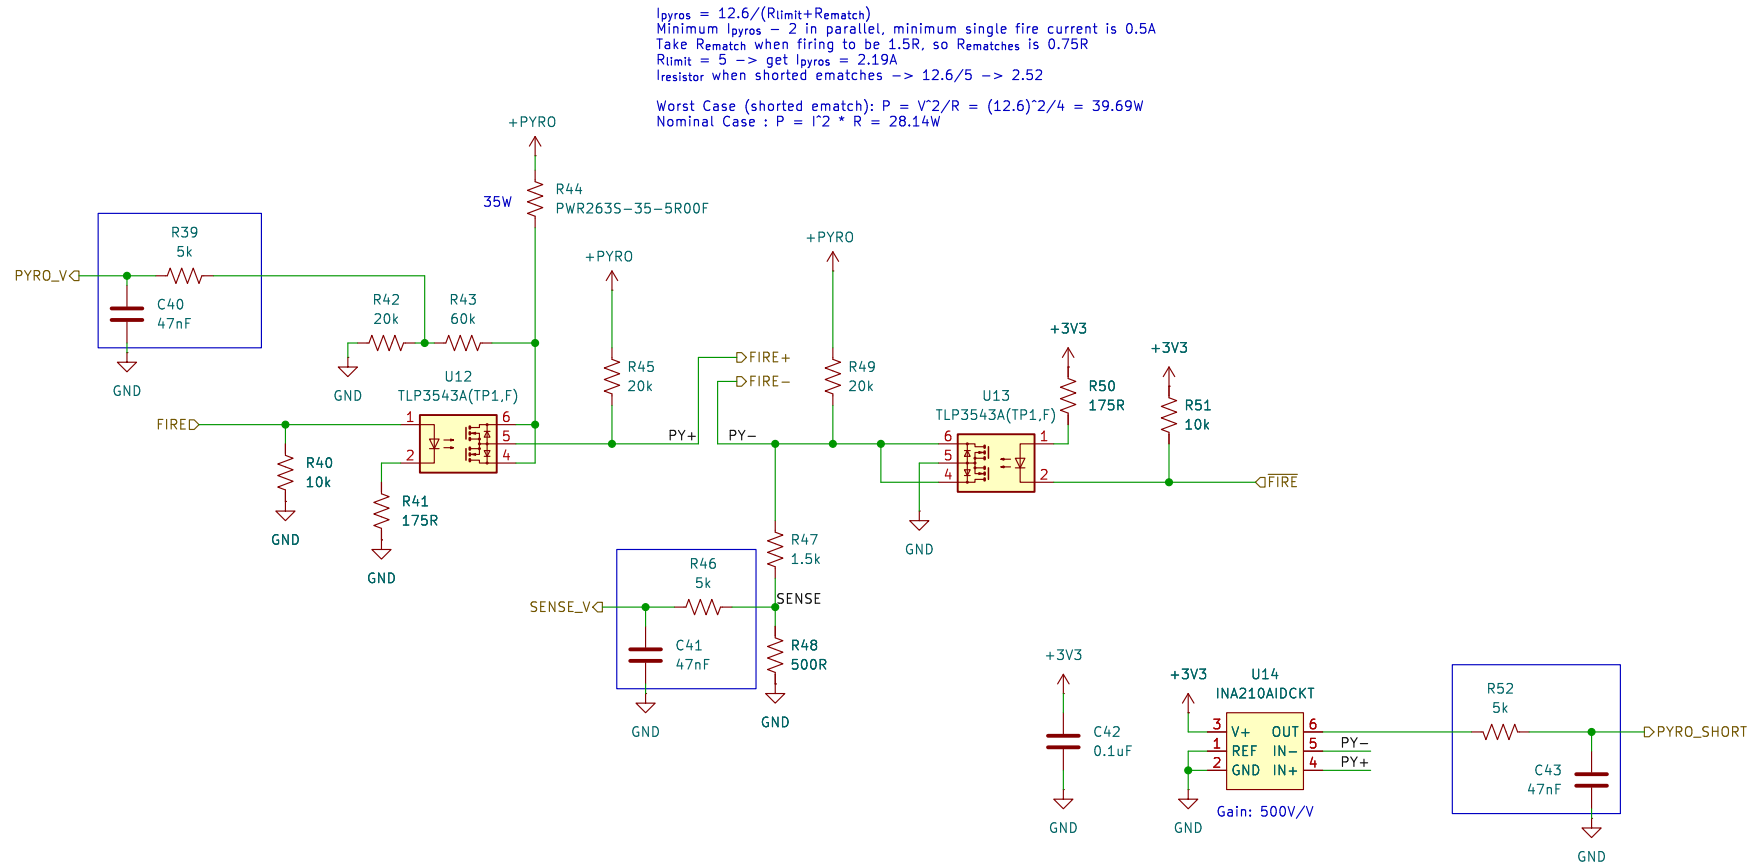 Ipyros = 12.6/(Rlimit+Rematch)
Minimum Ipyros - 2 in parallel, minimum single fire current is 0.5A
Take Rematch when firing to be 1.5R, so Rematches is 0.75R
Rlimit = 5 -> get Ipyros = 2.19A
Iresistor when shorted ematches -> 12.6/5 -> 2.52
Worst Case (shorted ematch): P = V^2/R = (12.6)^2/4 = 39.69W
Nominal Case : P = I^2 * R = 28.14W
+PYRO
R44
PWR263S-35-5R00F
35W
R39
5k
PYRO_V
C40
47nF
GND
R42
20k
R43
60k
GND
+PYRO
R45
20k
+PYRO
R49
20k
FIRE+
FIRE-
U12
TLP3543A(TP1,F)
FIRE
1
2
6
5
4
R40
10k
GND
R41
175R
GND
PY+
PY-
+3V3
R50
175R
+3V3
R51
10k
U13
TLP3543A(TP1,F)
6
5
4
1
2
FIRE
GND
R47
1.5k
SENSE
R46
5k
SENSE_V
C41
47nF
GND
R48
500R
GND
+3V3
C42
0.1uF
GND
+3V3
U14
INA210AIDCKT
3 V+ OUT 6
1 REF IN- 5 PY-
2 GND IN+ 4 PY+
GND
Gain: 500V/V
R52
5k
PYRO_SHORT
C43
47nF
GND